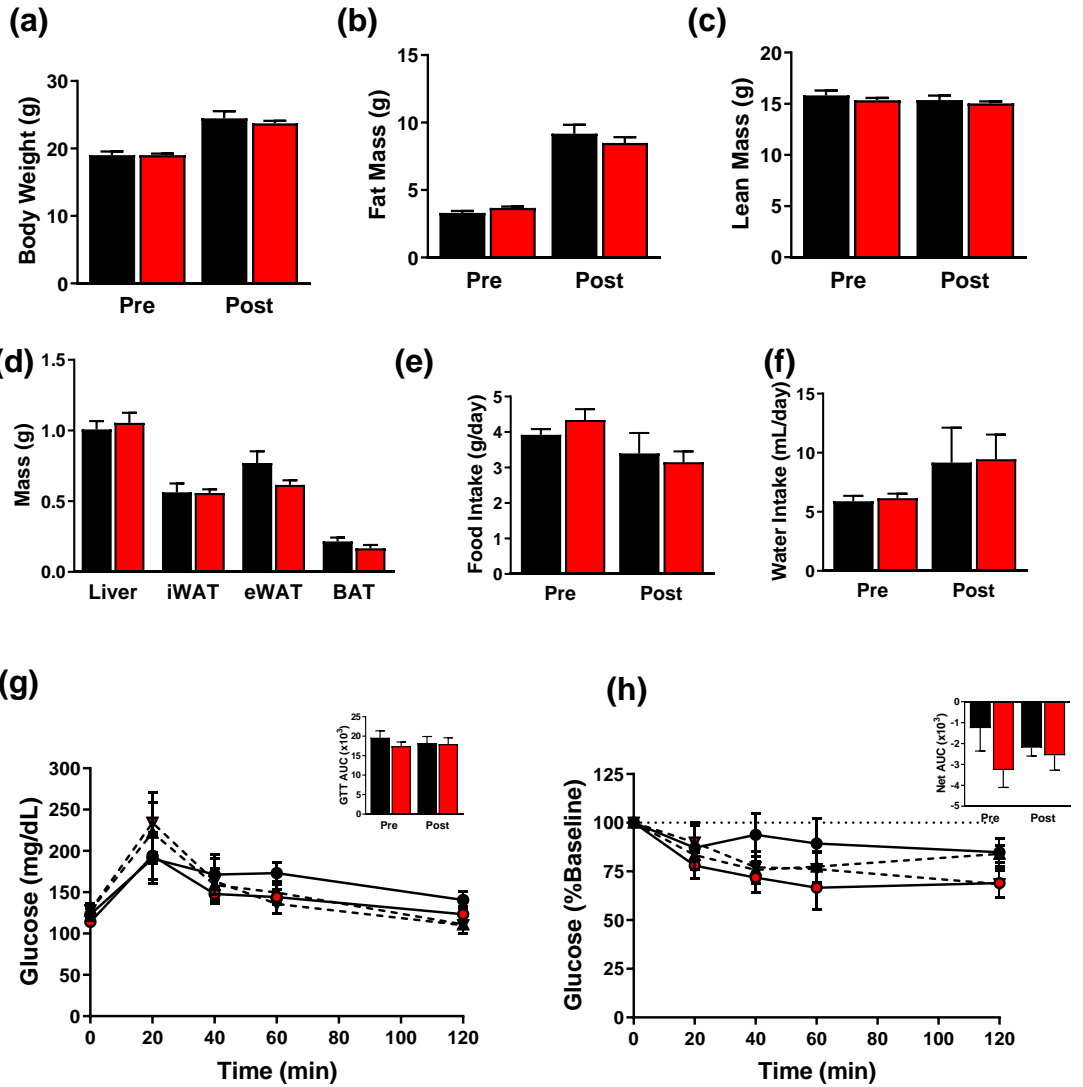 (a)
(b)
(c)
30
20
10
0
Body Weight (g)
Pre
Post
15
10
5
0
Fat Mass (g)
Pre
Post
20
15
10
5
0
Lean Mass (g)
Pre
Post
(d)
(e)
(f)
1.5
1.0
0.5
0.0
Mass (g)
Liver
iWAT
eWAT
BAT
5
4
3
2
1
0
Food Intake (g/day)
Pre
Post
15
10
5
0
Water Intake (mL/day)
Pre
Post
(g)
(h)
25
20
15
10
5
0
GTT AUC (x10³)
Pre
Post
300
250
200
150
100
50
0
Glucose (mg/dL)
0
20
40
60
80
100
120
Time (min)
0
-1
-2
-3
-4
-5
Net AUC (x10³)
Pre
Post
125
100
75
50
25
0
Glucose (%Baseline)
0
20
40
60
80
100
120
Time (min)